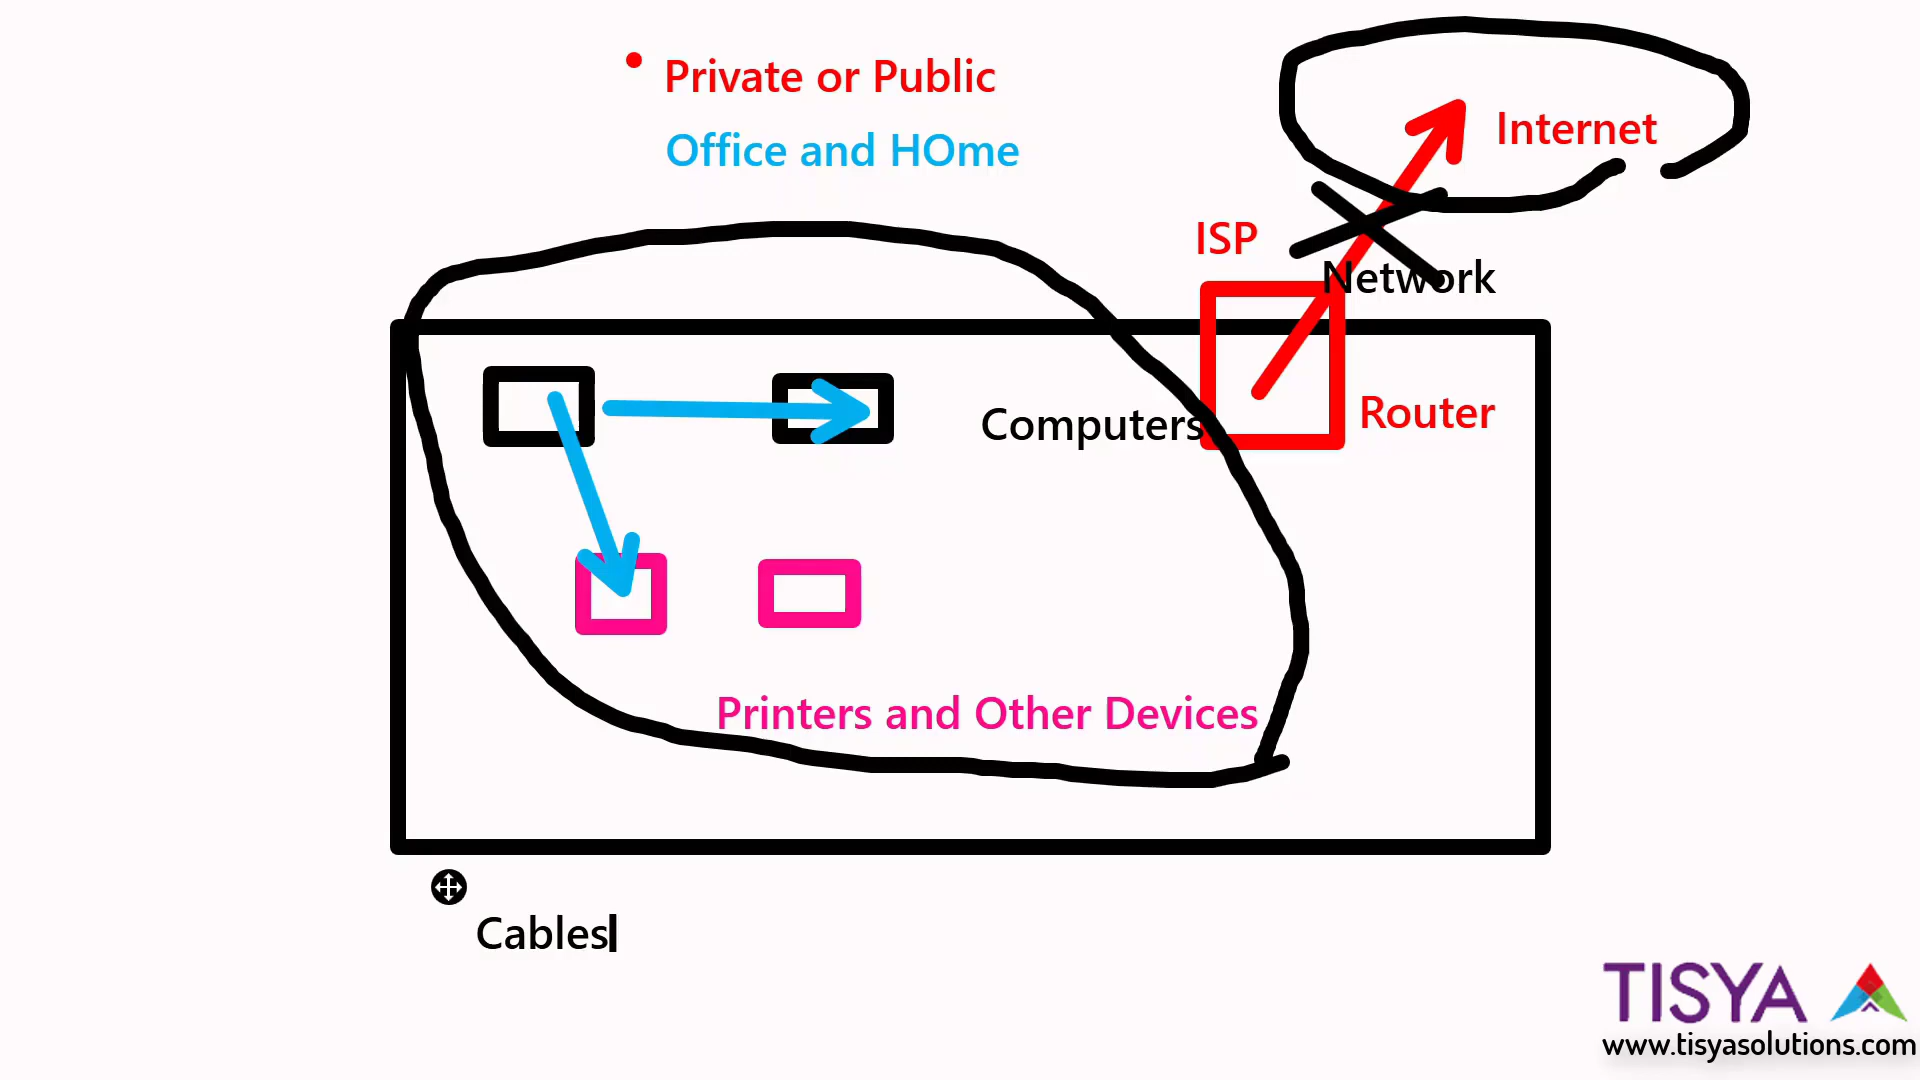 Private or Public
Office and HOme
Internet
ISP
Network
Computers
Router
Printers and Other Devices
Cables
TISYA
www.tisyasolutions.com